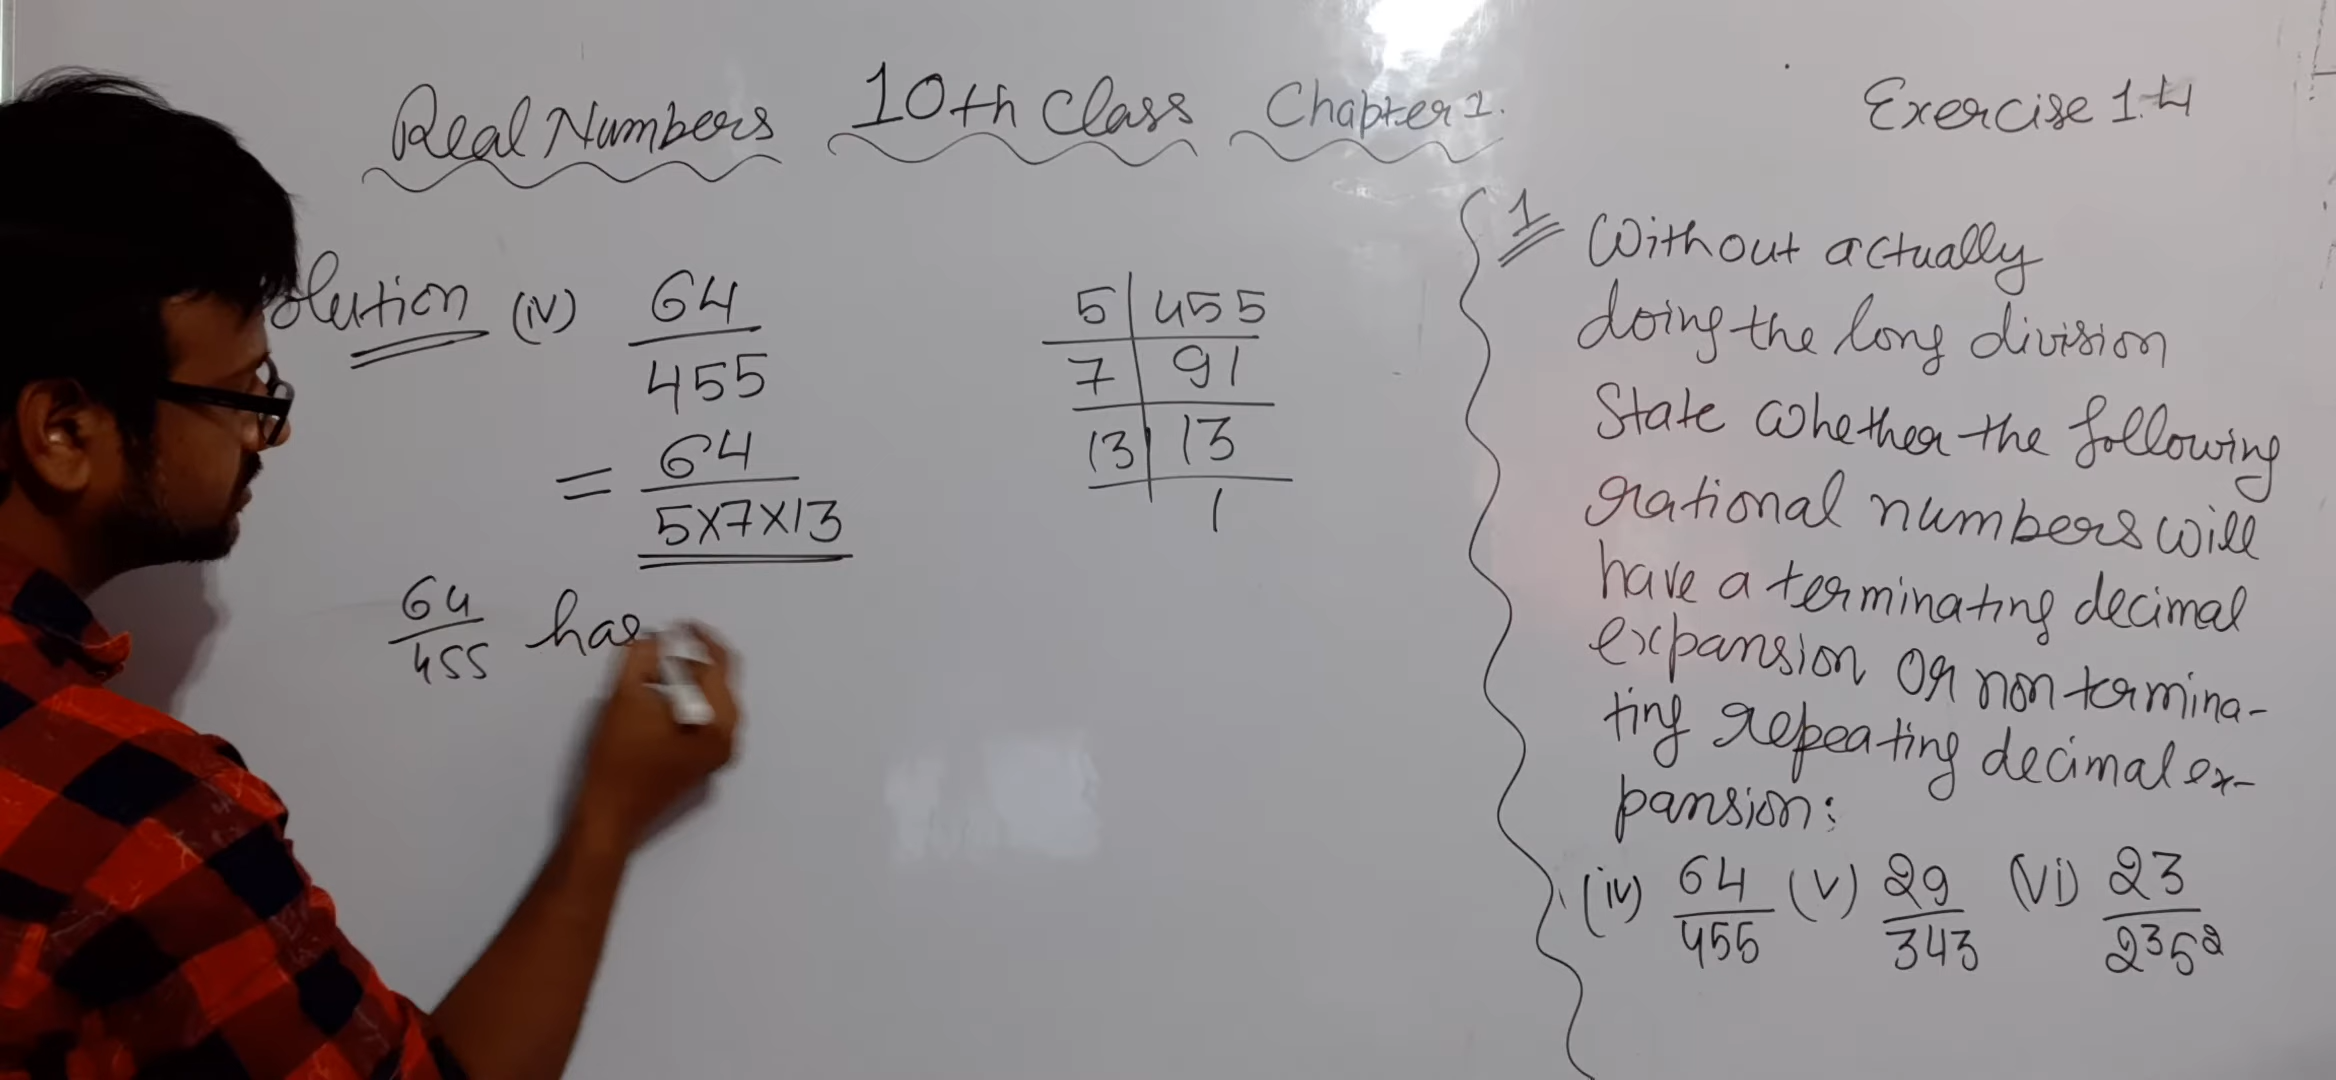 Real Numbers 10th Class Chapter 1. Exercise 1.4
olution (iv) 64/455
= 64/5×7×13
64/455 has
5 | 455
7 | 91
13 | 13
1
1 Without actually
doing the long division
State whether the following
rational numbers will
have a terminating decimal
expansion or non termina-
ting repeating decimal ex-
pansion:
(iv) 64/455 (v) 29/343 (vi) 23/2³5²